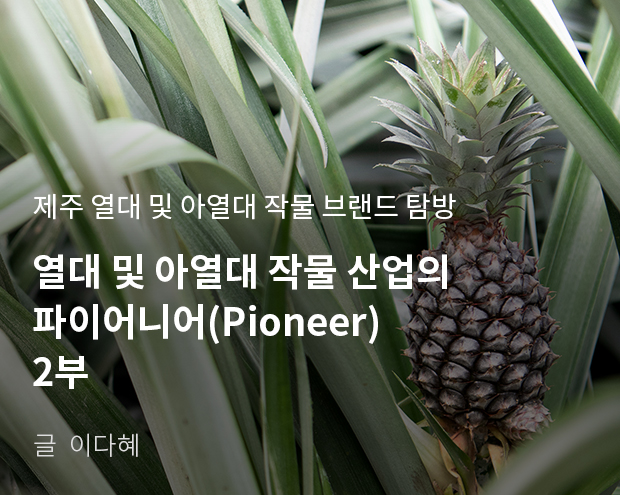 제주 열대 및 아열대 작물 브랜드 탐방
열대 및 아열대 작물 산업의
파이어니어(Pioneer)
2부
글 이다혜